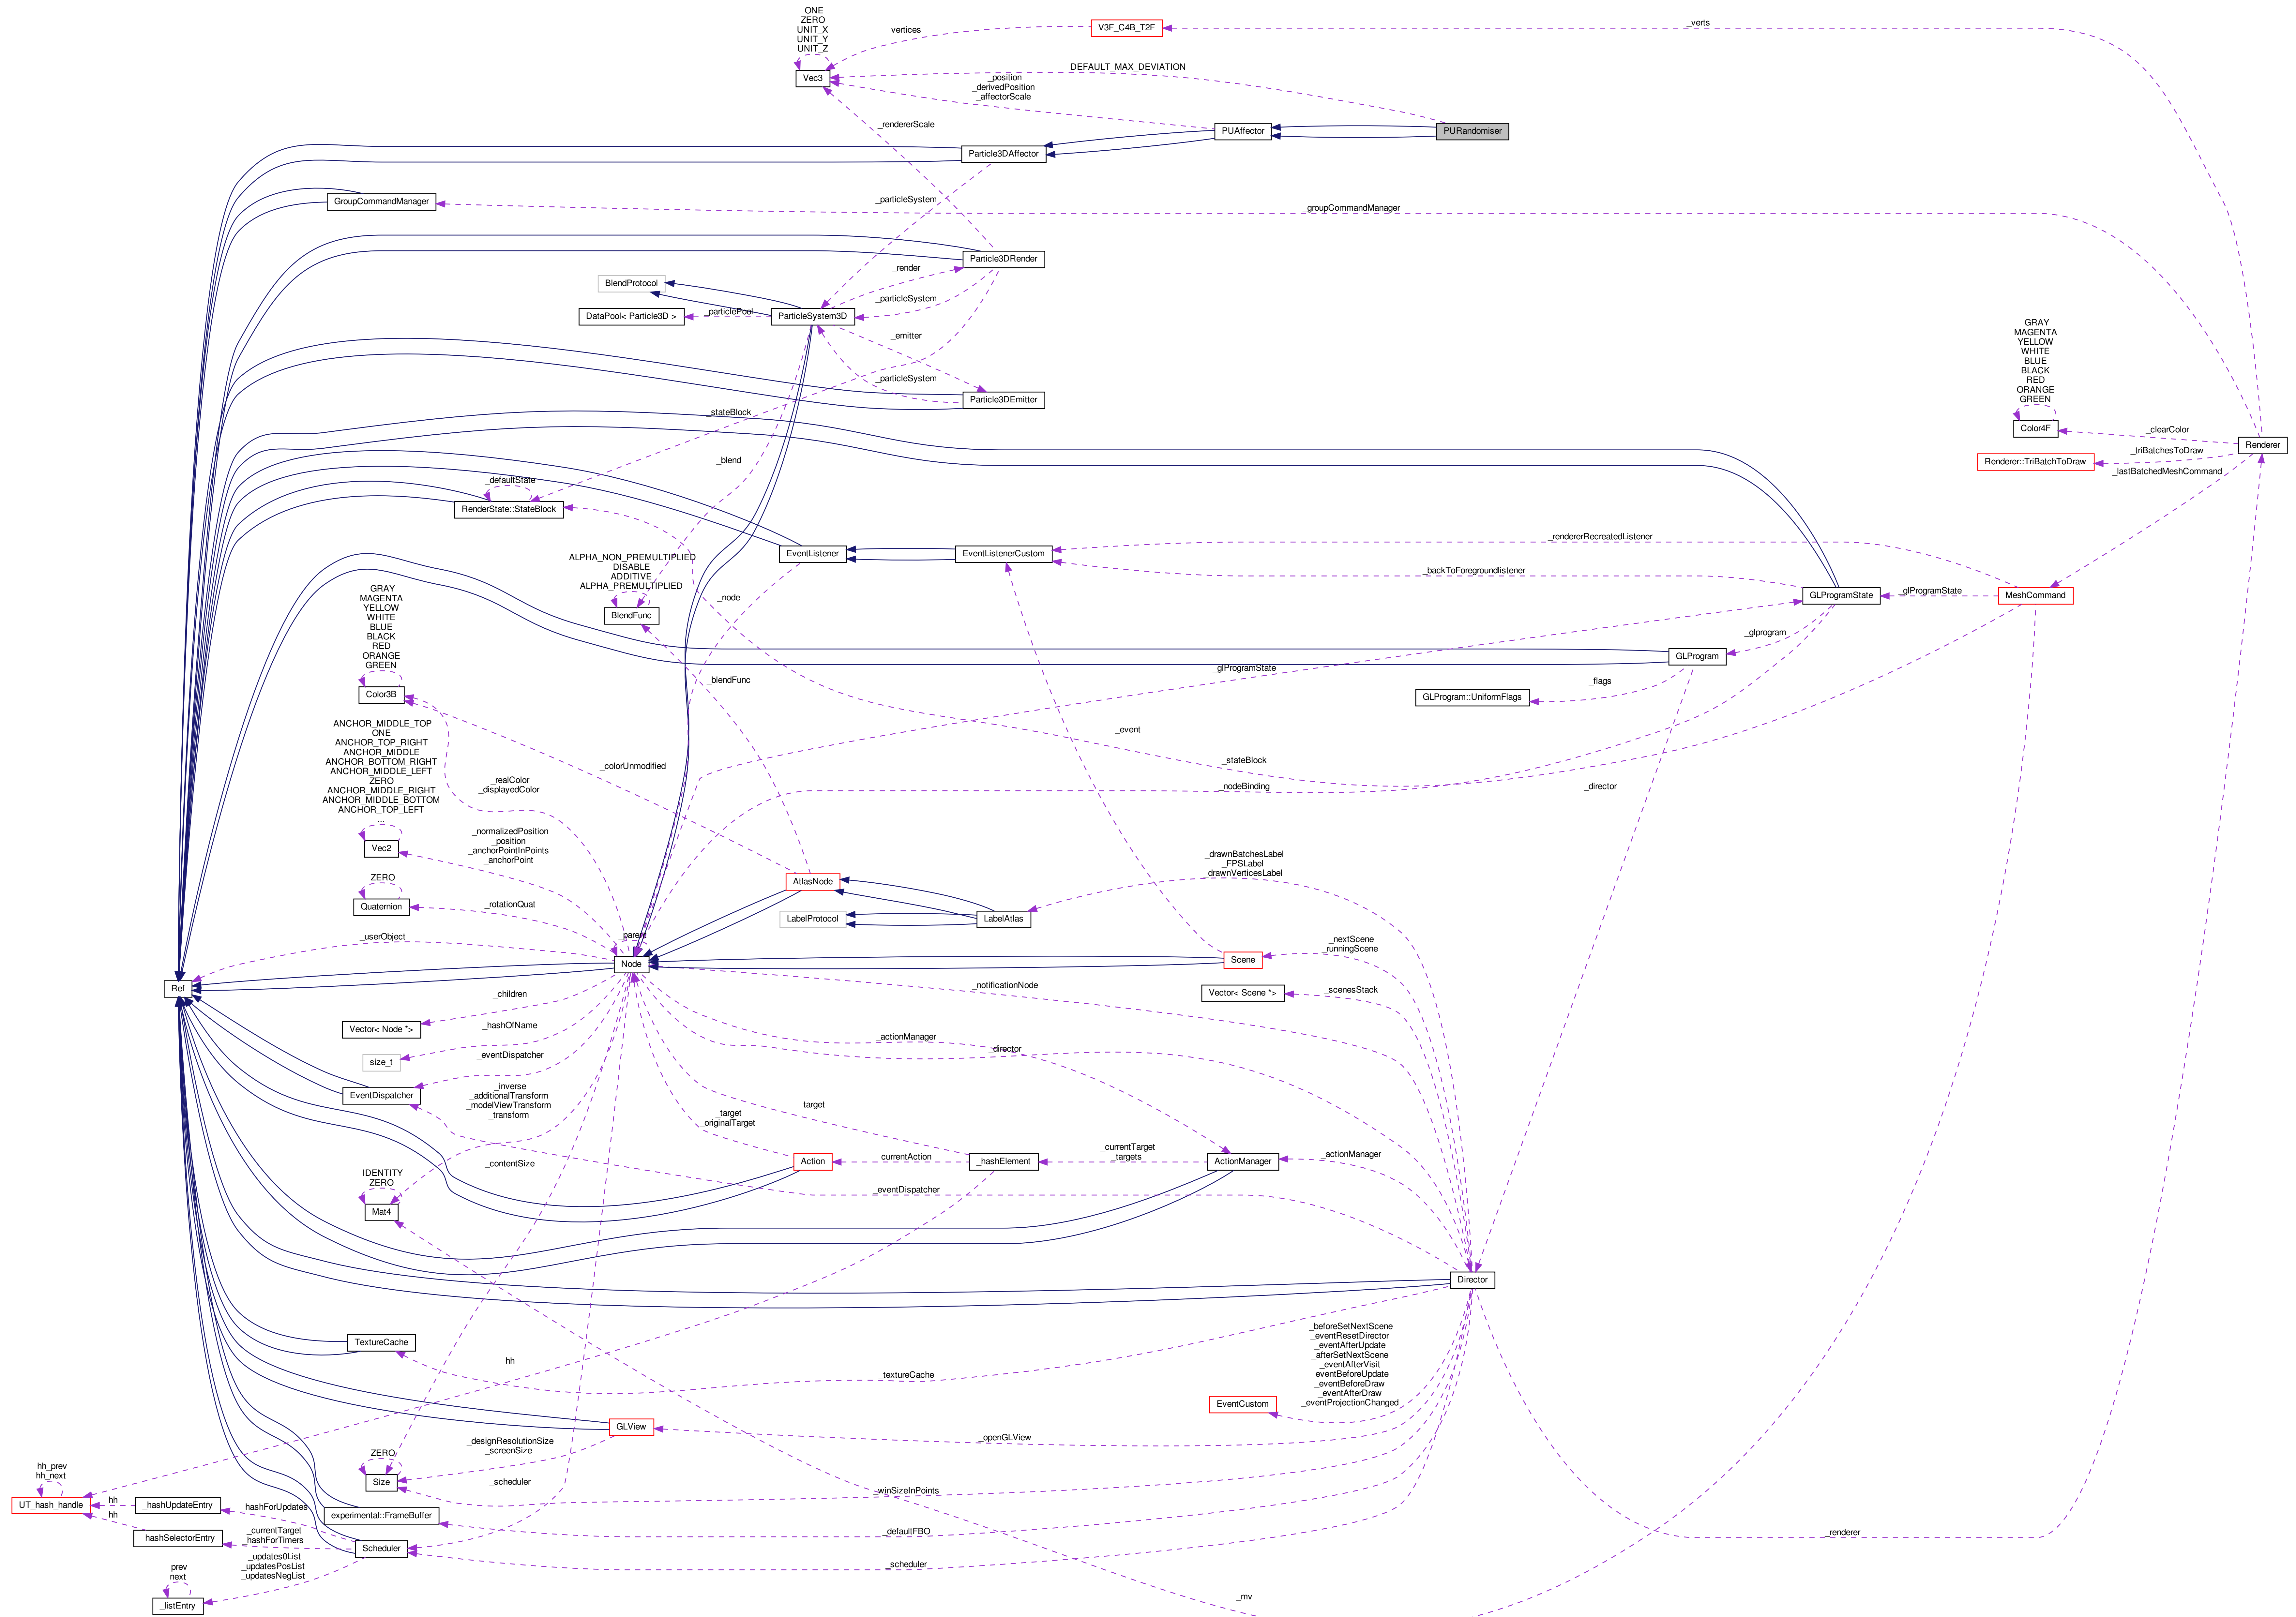 ONE
ZERO
UNIT_X
UNIT_Y
UNIT_Z
Vec3
vertices
V3F_C4B_T2F
_verts
DEFAULT_MAX_DEVIATION
_position
_derivedPosition
_affectorScale
_rendererScale
PUAffector
PURandomiser
Particle3DAffector
GroupCommandManager
_particleSystem
_groupCommandManager
Particle3DRender
BlendProtocol
_render
_particleSystem
DataPool< Particle3D >
_particlePool
ParticleSystem3D
_emitter
_particleSystem
Particle3DEmitter
GRAY
MAGENTA
YELLOW
WHITE
BLUE
BLACK
RED
ORANGE
GREEN
Color4F
_clearColor
Renderer
_triBatchesToDraw
Renderer::TriBatchToDraw
_lastBatchedMeshCommand
_stateBlock
_blend
_defaultState
RenderState::StateBlock
_rendererRecreatedListener
EventListener
EventListenerCustom
_backToForegroundlistener
ALPHA_NON_PREMULTIPLIED
DISABLE
ADDITIVE
ALPHA_PREMULTIPLIED
BlendFunc
_node
GLProgramState
_glProgramState
MeshCommand
GRAY
MAGENTA
YELLOW
WHITE
BLUE
BLACK
RED
ORANGE
GREEN
Color3B
_glprogram
GLProgram
_glProgramState
_blendFunc
_flags
GLProgram::UniformFlags
ANCHOR_MIDDLE_TOP
ONE
ANCHOR_TOP_RIGHT
ANCHOR_MIDDLE
ANCHOR_BOTTOM_RIGHT
ANCHOR_MIDDLE_LEFT
ZERO
ANCHOR_MIDDLE_RIGHT
ANCHOR_MIDDLE_BOTTOM
ANCHOR_TOP_LEFT
...
Vec2
_event
_colorUnmodified
_stateBlock
_realColor
_displayedColor
_nodeBinding
_director
_normalizedPosition
_position
_anchorPointInPoints
_anchorPoint
_drawnBatchesLabel
_FPSLabel
_drawnVerticesLabel
ZERO
Quaternion
_rotationQuat
AtlasNode
LabelProtocol
LabelAtlas
_userObject
_parent
Node
_nextScene
_runningScene
Scene
Ref
_notificationNode
Vector< Scene *>
_scenesStack
_children
Vector< Node *>
_hashOfName
size_t
_actionManager
_director
_eventDispatcher
EventDispatcher
_inverse
_additionalTransform
_modelViewTransform
_transform
target
_target
_originalTarget
_currentTarget
_targets
Action
currentAction
_hashElement
ActionManager
_actionManager
_contentSize
IDENTITY
ZERO
Mat4
_eventDispatcher
Director
TextureCache
_beforeSetNextScene
_eventResetDirector
_eventAfterUpdate
_afterSetNextScene
_eventAfterVisit
_eventBeforeUpdate
_eventBeforeDraw
_eventAfterDraw
_eventProjectionChanged
EventCustom
hh
_textureCache
GLView
_openGLView
_designResolutionSize
_screenSize
ZERO
Size
_scheduler
_winSizeInPoints
hh_prev
hh_next
UT_hash_handle
hh
_hashUpdateEntry
_hashForUpdates
experimental::FrameBuffer
hh
_hashSelectorEntry
_currentTarget
_hashForTimers
Scheduler
_defaultFBO
_renderer
_updates0List
_updatesPosList
_updatesNegList
_scheduler
prev
next
_listEntry
_mv